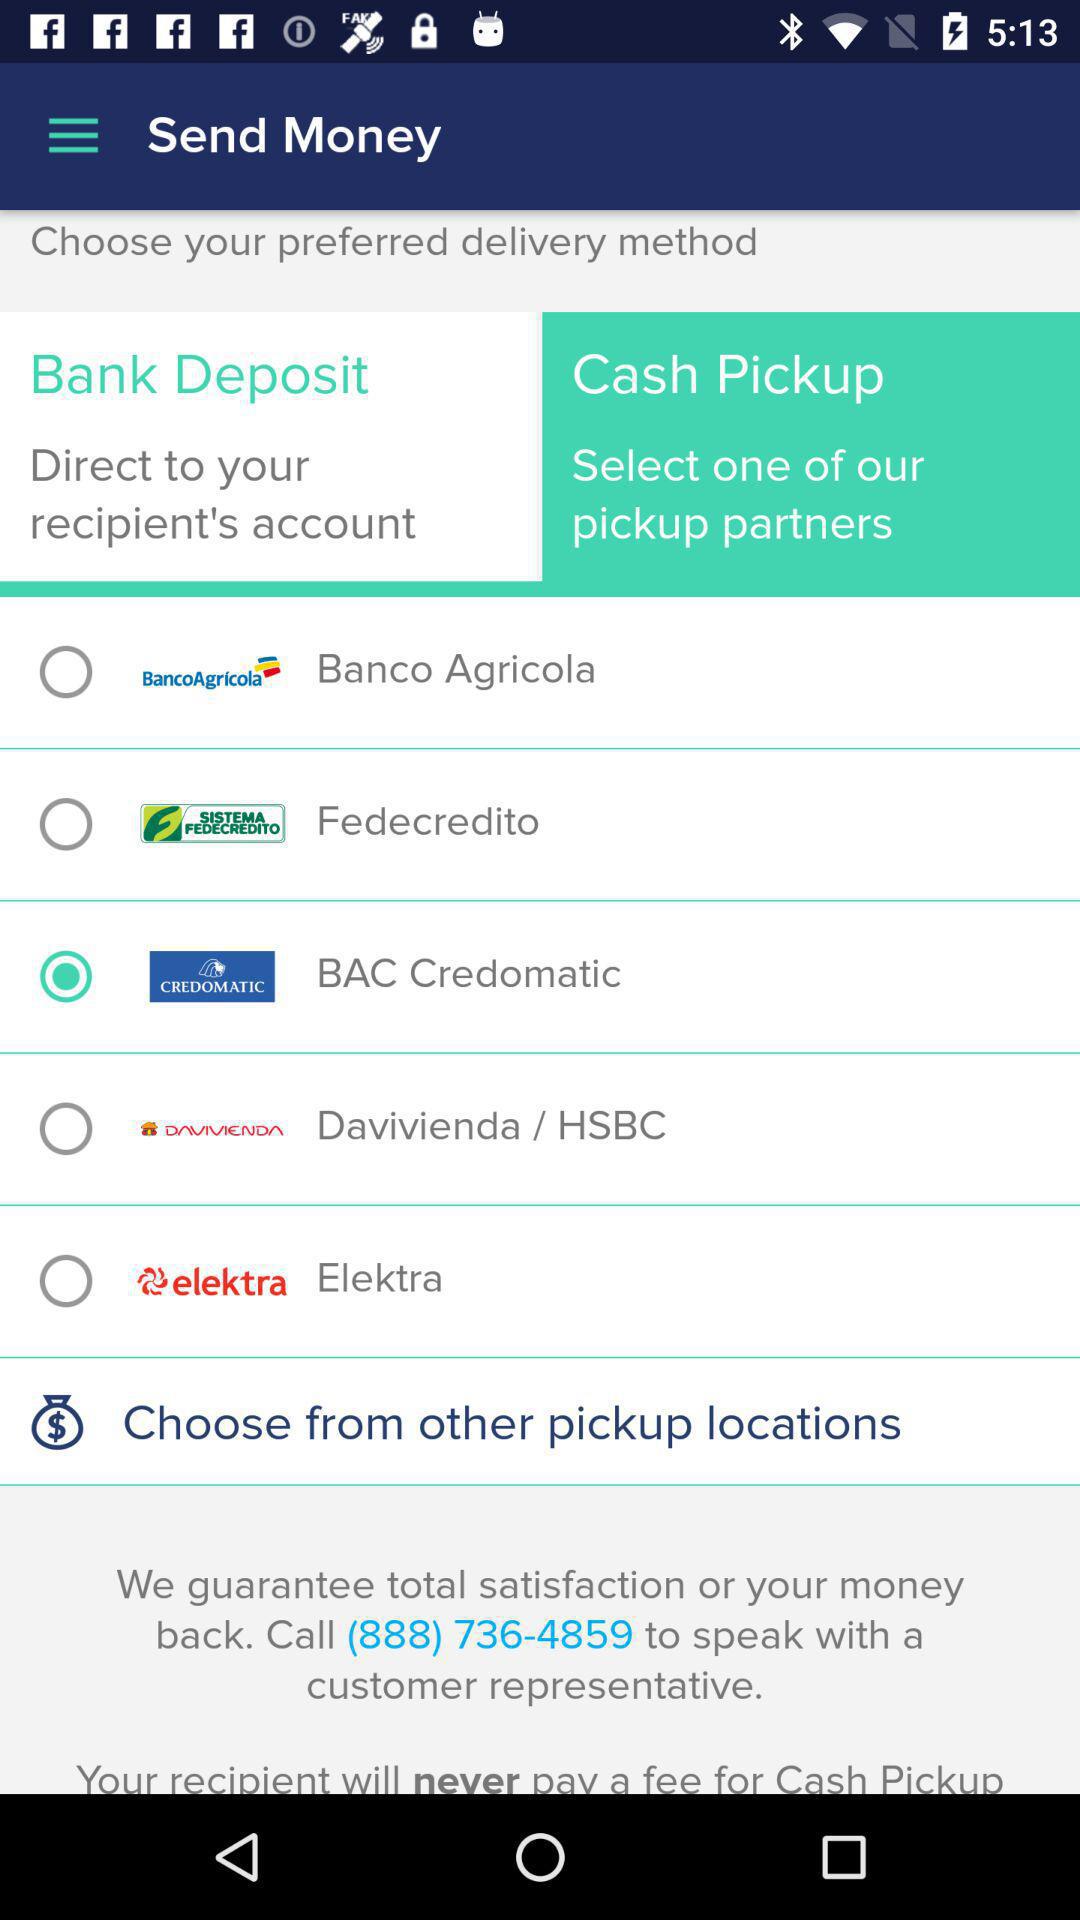 FAKE
5:13
Send Money
Choose your preferred delivery method
Bank Deposit
Direct to your
recipient's account
Cash Pickup
Select one of our
pickup partners
BancoAgrícola
Banco Agricola
SISTEMA
FEDECREDITO
Fedecredito
CREDOMATIC
BAC Credomatic
DAVIVIENDA
Davivienda / HSBC
elektra
Elektra
$
Choose from other pickup locations
We guarantee total satisfaction or your money
back. Call (888) 736-4859 to speak with a
customer representative.
Your recipient will never pay a fee for Cash Pickup